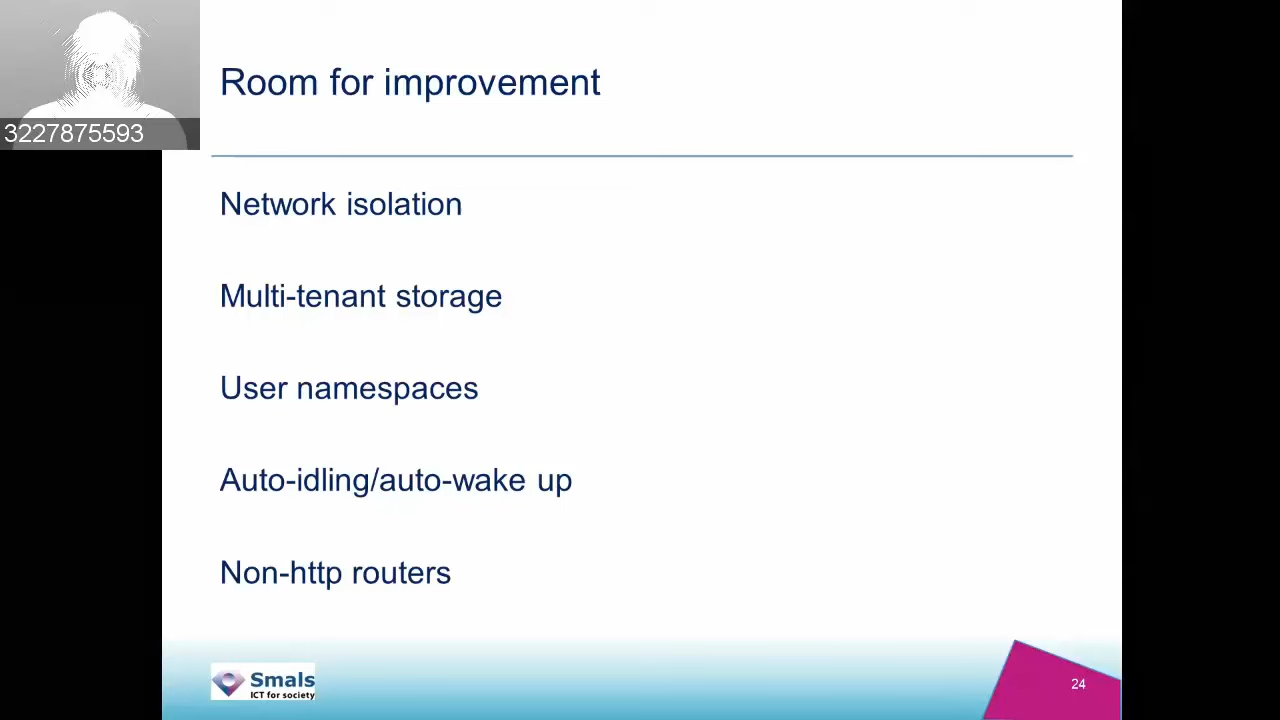 3227875593
Room for improvement
Network isolation
Multi-tenant storage
User namespaces
Auto-idling/auto-wake up
Non-http routers
Smals
ICT for society
24